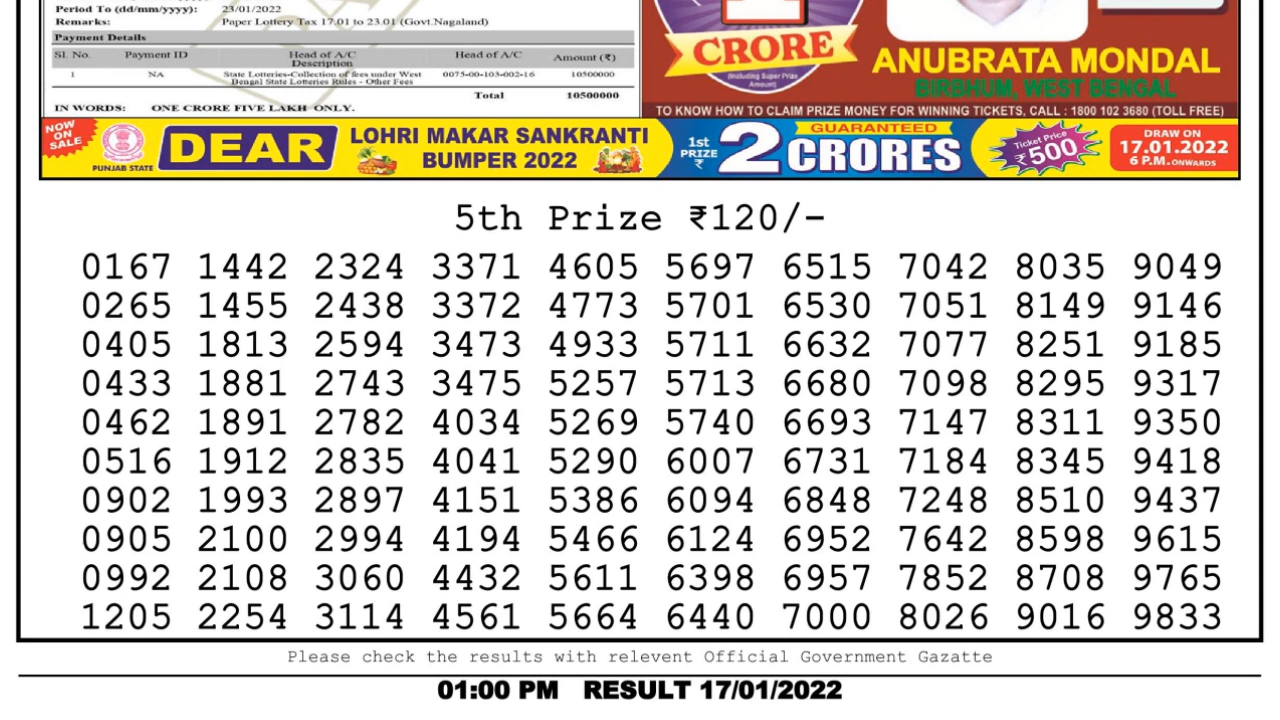 Period To (dd/mm/yyyy): 23/01/2022
Remarks: Paper Lottery Tax 17.01 to 23.01 (Govt.Nagaland)
Payment Details
Sl. No. Payment ID Head of A/C Description Head of A/C Amount (₹)
1 NA State Lotteries-Collection of fees under West Bengal State Lotteries Rules - Other Fees 0075-00-103-002-16 10500000
Total 10500000
IN WORDS: ONE CRORE FIVE LAKH ONLY.
CRORE
(Including Super Prize Amount)
ANUBRATA MONDAL
BIRBHUM, WEST BENGAL
TO KNOW HOW TO CLAIM PRIZE MONEY FOR WINNING TICKETS, CALL : 1800 102 3680 (TOLL FREE)
NOW ON SALE
PUNJAB STATE
DEAR
LOHRI MAKAR SANKRANTI
BUMPER 2022
1st PRIZE ₹
2
GUARANTEED
CRORES
Ticket Price
₹500
DRAW ON
17.01.2022
6 P.M. ONWARDS
5th Prize ₹120/-
0167 1442 2324 3371 4605 5697 6515 7042 8035 9049
0265 1455 2438 3372 4773 5701 6530 7051 8149 9146
0405 1813 2594 3473 4933 5711 6632 7077 8251 9185
0433 1881 2743 3475 5257 5713 6680 7098 8295 9317
0462 1891 2782 4034 5269 5740 6693 7147 8311 9350
0516 1912 2835 4041 5290 6007 6731 7184 8345 9418
0902 1993 2897 4151 5386 6094 6848 7248 8510 9437
0905 2100 2994 4194 5466 6124 6952 7642 8598 9615
0992 2108 3060 4432 5611 6398 6957 7852 8708 9765
1205 2254 3114 4561 5664 6440 7000 8026 9016 9833
Please check the results with relevent Official Government Gazatte
01:00 PM RESULT 17/01/2022